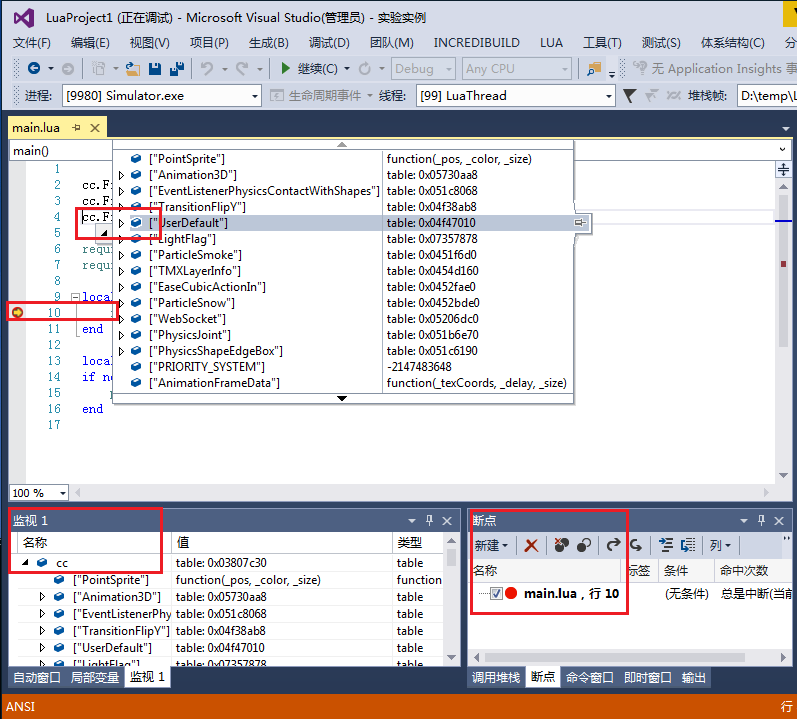 LuaProject1 (正在调试) - Microsoft Visual Studio(管理员) - 实验实例
文件(F) 编辑(E) 视图(V) 项目(P) 生成(B) 调试(D) 团队(M) INCREDIBUILD LUA 工具(T) 测试(S) 体系结构(C) 分
继续(C) Debug Any CPU 无 Application Insights 事
进程: [9980] Simulator.exe 生命周期事件 线程: [99] LuaThread 堆栈帧: D:\temp\L
main.lua
main()
1
2 cc.Fi
3 cc.Fi
4 cc.Fi
5
6 requi
7 requi
8
9 local
10
11 end
12
13 local
14 if no
15
16 end
17
["PointSprite"] function(_pos, _color, _size)
["Animation3D"] table: 0x05730aa8
["EventListenerPhysicsContactWithShapes"] table: 0x051c8068
["TransitionFlipY"] table: 0x04f38ab8
["UserDefault"] table: 0x04f47010
["LightFlag"] table: 0x07357878
["ParticleSmoke"] table: 0x0451f6d0
["TMXLayerInfo"] table: 0x0454d160
["EaseCubicActionIn"] table: 0x0452fae0
["ParticleSnow"] table: 0x0452bde0
["WebSocket"] table: 0x05206dc0
["PhysicsJoint"] table: 0x051b6e70
["PhysicsShapeEdgeBox"] table: 0x051c6190
["PRIORITY_SYSTEM"] -2147483648
["AnimationFrameData"] function(_texCoords, _delay, _size)
100 %
监视 1
名称 值 类型
cc table: 0x03807c30 table
["PointSprite"] function(_pos, _color, _size) function
["Animation3D"] table: 0x05730aa8 table
["EventListenerPhy table: 0x051c8068 table
["TransitionFlipY"] table: 0x04f38ab8 table
["UserDefault"] table: 0x04f47010 table
["LightFlag"] table: 0x07357878 table
自动窗口 局部变量 监视 1
断点
新建 列
名称 标签 条件 命中次数
main.lua，行 10 (无条件) 总是中断(当前
调用堆栈 断点 命令窗口 即时窗口 输出
ANSI 行